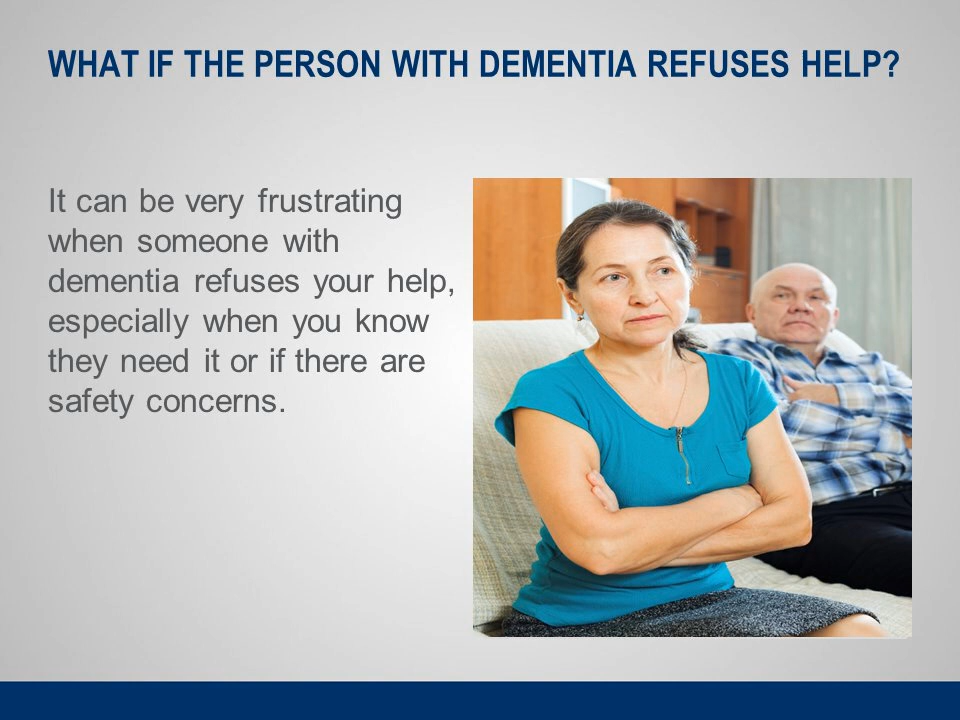 WHAT IF THE PERSON WITH DEMENTIA REFUSES HELP?
It can be very frustrating
when someone with
dementia refuses your help,
especially when you know
they need it or if there are
safety concerns.